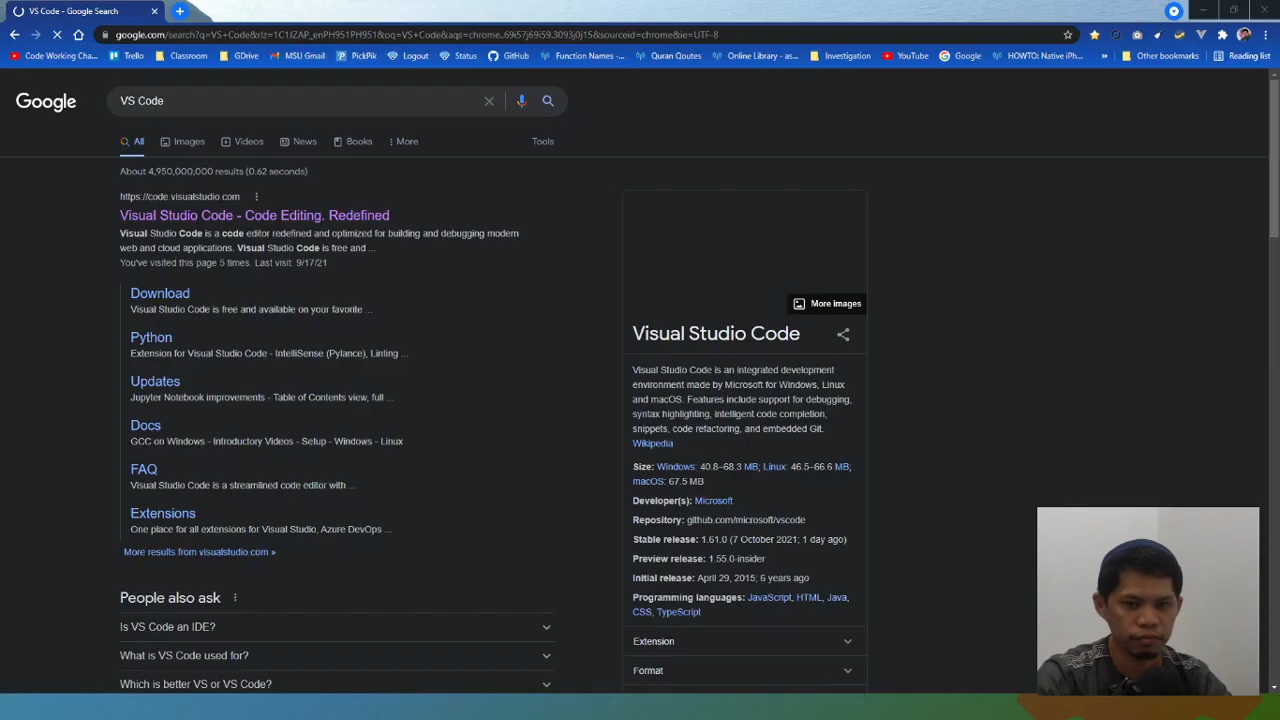 VS Code - Google Search
google.com/search?q=VS+Code&rlz=1C1JZAP_enPH951PH951&oq=VS+Code&aqs=chrome..69i57j69i59.3093j0j15&sourceid=chrome&ie=UTF-8
Code Working Cha...
Trello
Classroom
GDrive
MSU Gmail
PickPik
Logout
Status
GitHub
Function Names -...
Quran Qoutes
Online Library - as...
Investigation
YouTube
Google
HOWTO: Native iPh...
»
Other bookmarks
Reading list
Google
VS Code
All
Images
Videos
News
Books
More
Tools
About 4,950,000,000 results (0.62 seconds)
https://code.visualstudio.com
Visual Studio Code - Code Editing. Redefined
Visual Studio Code is a code editor redefined and optimized for building and debugging modern
web and cloud applications. Visual Studio Code is free and ...
You've visited this page 5 times. Last visit: 9/17/21
Download
Visual Studio Code is free and available on your favorite ...
Python
Extension for Visual Studio Code - IntelliSense (Pylance), Linting ...
Updates
Jupyter Notebook improvements - Table of Contents view, full ...
Docs
GCC on Windows - Introductory Videos - Setup - Windows - Linux
FAQ
Visual Studio Code is a streamlined code editor with ...
Extensions
One place for all extensions for Visual Studio, Azure DevOps ...
More results from visualstudio.com »
People also ask
Is VS Code an IDE?
What is VS Code used for?
Which is better VS or VS Code?
More images
Visual Studio Code
Visual Studio Code is an integrated development
environment made by Microsoft for Windows, Linux
and macOS. Features include support for debugging,
syntax highlighting, intelligent code completion,
snippets, code refactoring, and embedded Git.
Wikipedia
Size: Windows: 40.8–68.3 MB; Linux: 46.5–66.6 MB;
macOS: 67.5 MB
Developer(s): Microsoft
Repository: github.com/microsoft/vscode
Stable release: 1.61.0 (7 October 2021; 1 day ago)
Preview release: 1.55.0-insider
Initial release: April 29, 2015; 6 years ago
Programming languages: JavaScript, HTML, Java,
CSS, TypeScript
Extension
Format